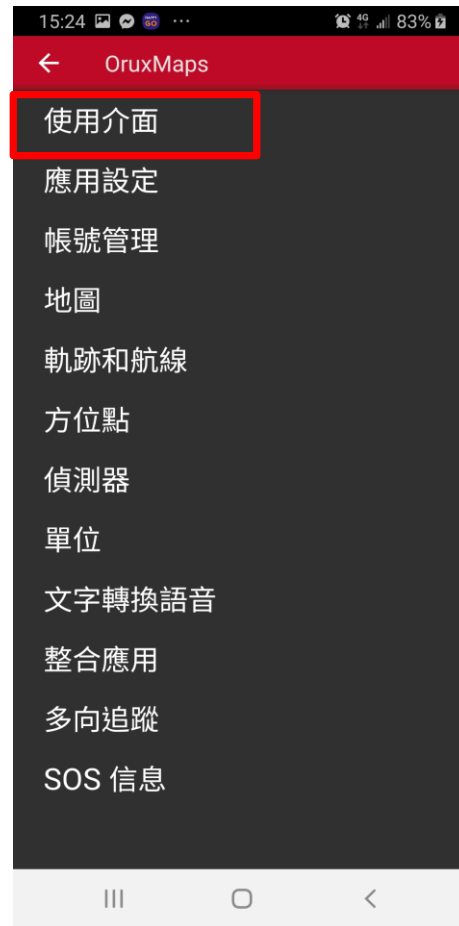 15:24 ··· 4G 83%
OruxMaps
使用介面
應用設定
帳號管理
地圖
軌跡和航線
方位點
偵測器
單位
文字轉換語音
整合應用
多向追蹤
SOS 信息